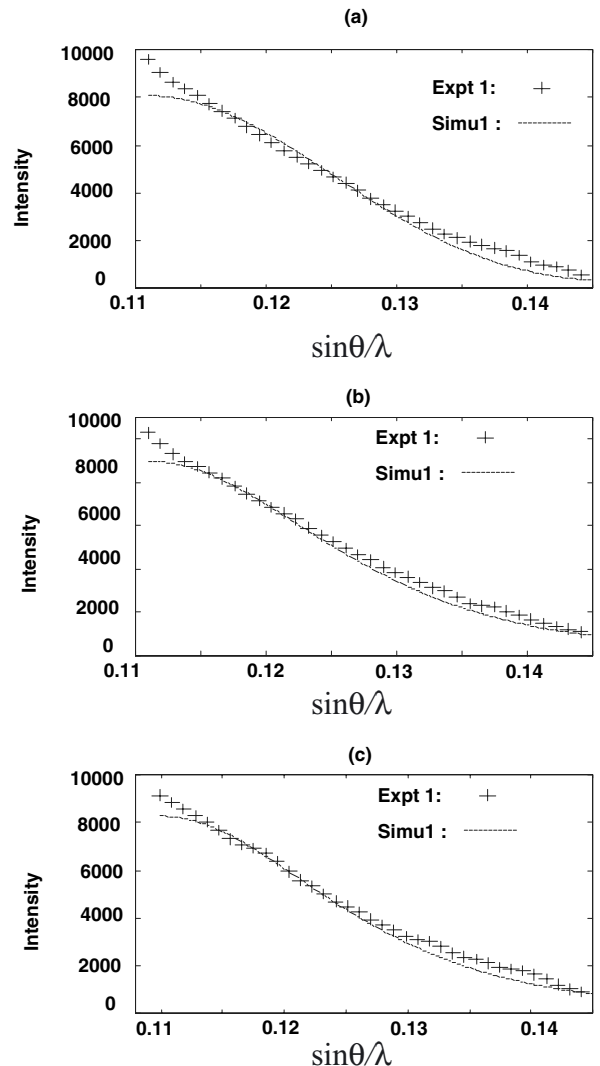 (a)
10000
8000
6000
4000
2000
0
Intensity
Expt 1:
Simu1 :
0.11 0.12 0.13 0.14
sinθ/λ
(b)
10000
8000
6000
4000
2000
0
Intensity
Expt 1:
Simu1 :
0.11 0.12 0.13 0.14
sinθ/λ
(c)
10000
8000
6000
4000
2000
0
Intensity
Expt 1:
Simu1 :
0.11 0.12 0.13 0.14
sinθ/λ